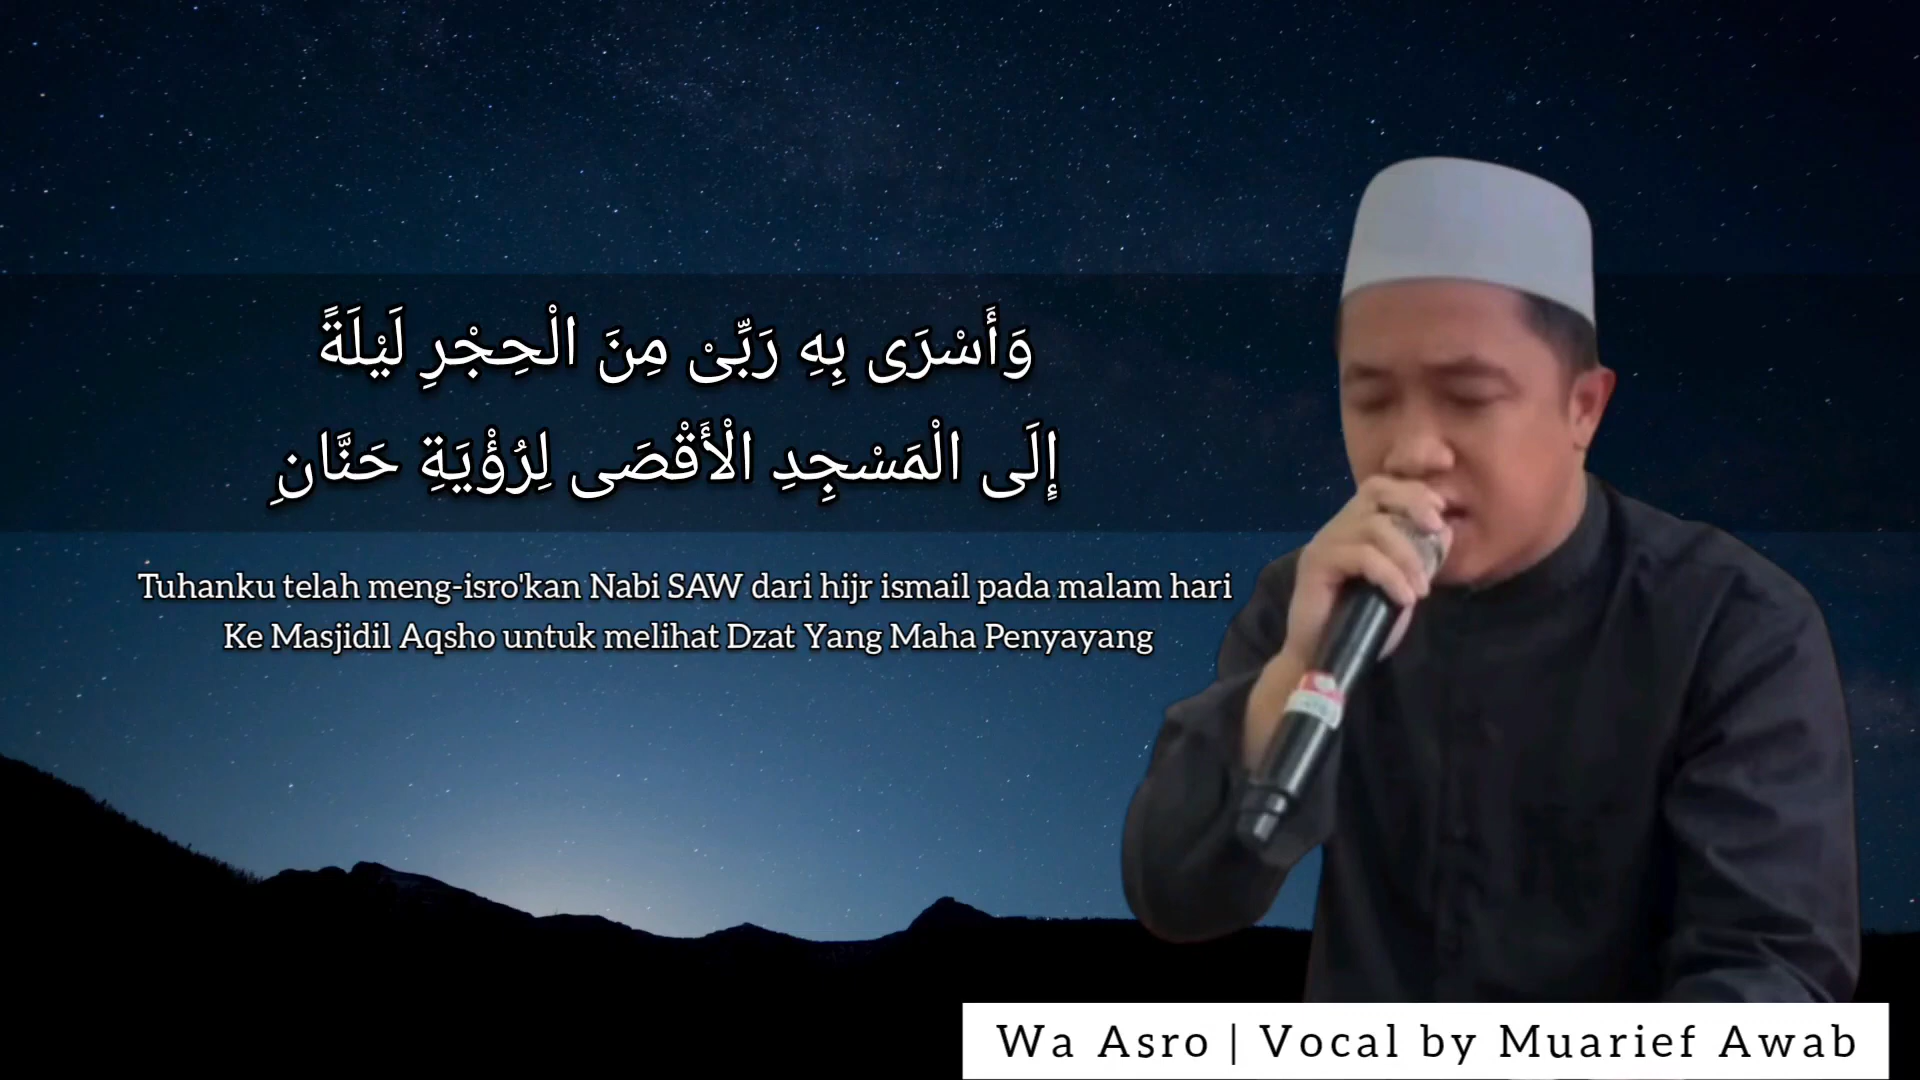 وَأَسْرَى بِهِ رَبِّىْ مِنَ الْحِجْرِ لَيْلَةً
إِلَى الْمَسْجِدِ الْأَقْصَى لِرُؤْيَةِ حَنَّانِ
Tuhanku telah meng-isro'kan Nabi SAW dari hijr ismail pada malam hari
Ke Masjidil Aqsho untuk melihat Dzat Yang Maha Penyayang
Wa Asro | Vocal by Muarief Awab